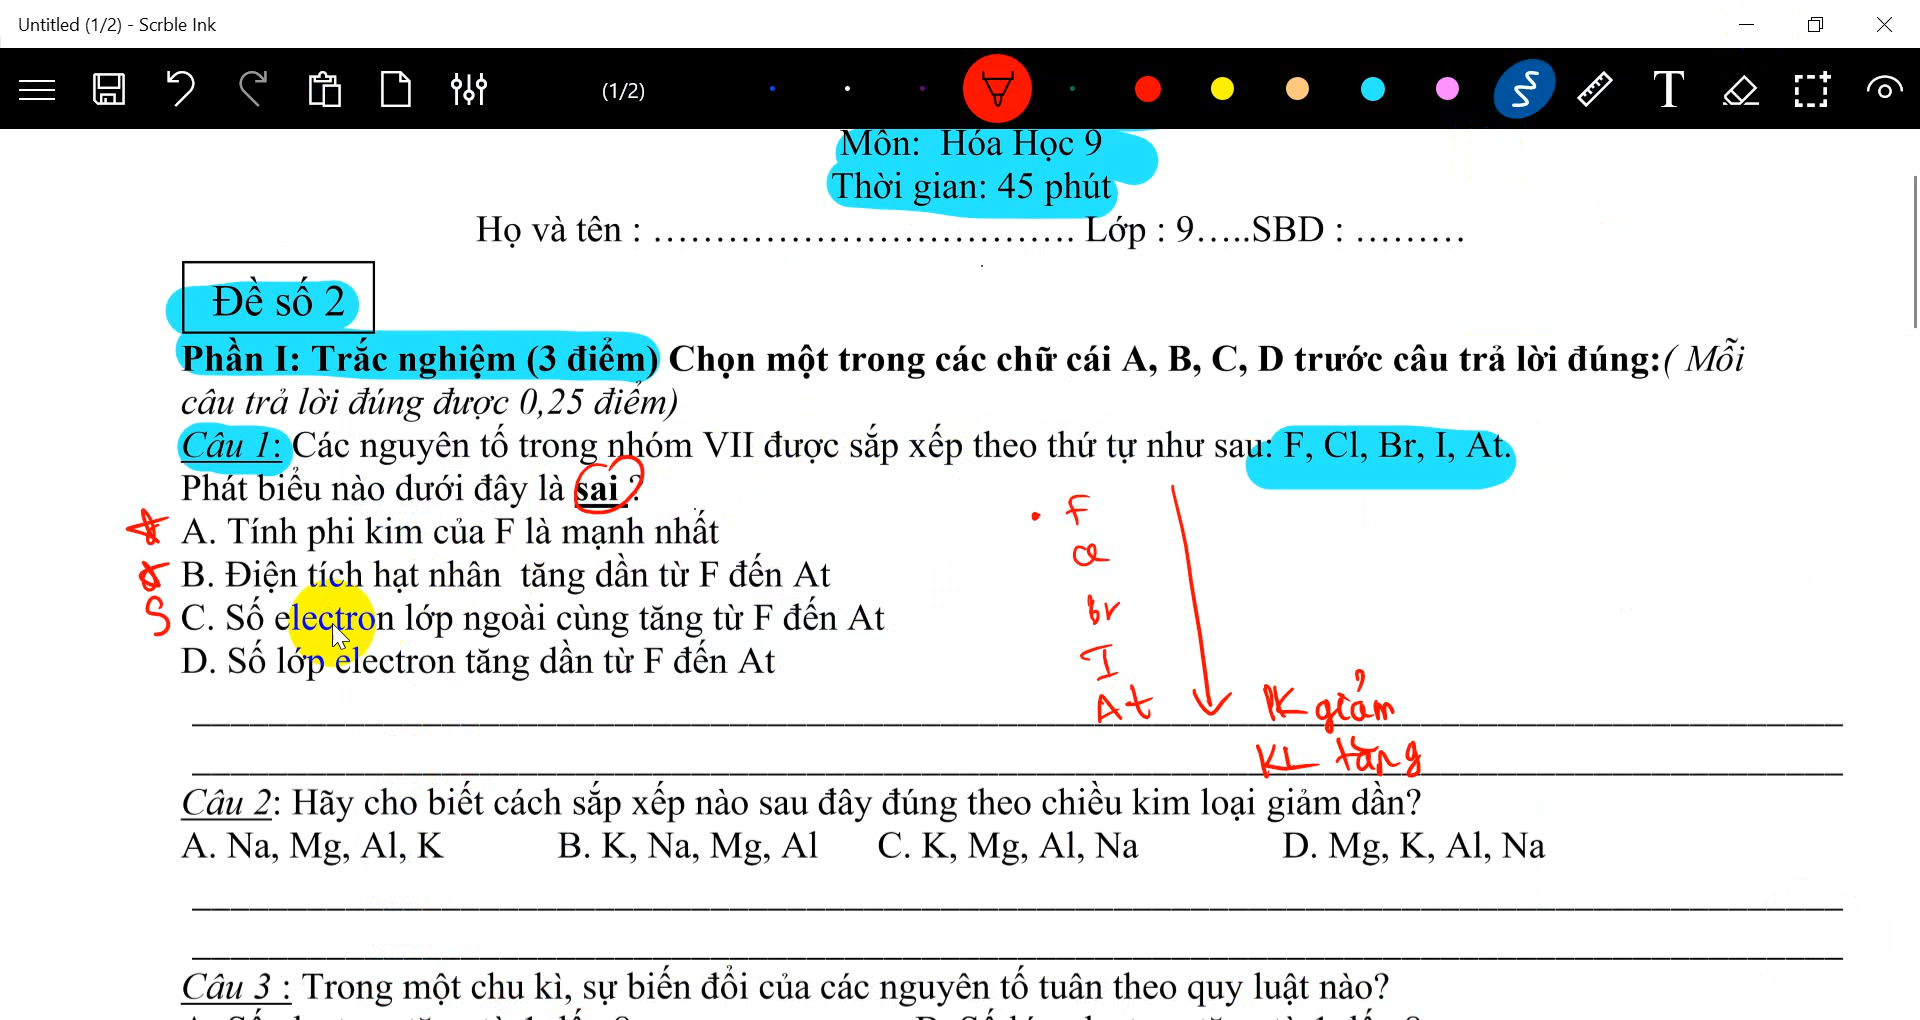 Untitled (1/2) - Scrble Ink
(1/2)
T
Môn: Hóa Học 9
Thời gian: 45 phút
Họ và tên : ................................. Lớp : 9.....SBD : .........
Đề số 2
Phần I: Trắc nghiệm (3 điểm) Chọn một trong các chữ cái A, B, C, D trước câu trả lời đúng:( Mỗi
câu trả lời đúng được 0,25 điểm)
Câu 1: Các nguyên tố trong nhóm VII được sắp xếp theo thứ tự như sau: F, Cl, Br, I, At.
Phát biểu nào dưới đây là sai ?
A. Tính phi kim của F là mạnh nhất
B. Điện tích hạt nhân tăng dần từ F đến At
S C. Số electron lớp ngoài cùng tăng từ F đến At
D. Số lớp electron tăng dần từ F đến At
F
Cl
Br
I
At
PK giảm
KL tăng
Câu 2: Hãy cho biết cách sắp xếp nào sau đây đúng theo chiều kim loại giảm dần?
A. Na, Mg, Al, K B. K, Na, Mg, Al C. K, Mg, Al, Na D. Mg, K, Al, Na
Câu 3 : Trong một chu kì, sự biến đổi của các nguyên tố tuân theo quy luật nào?